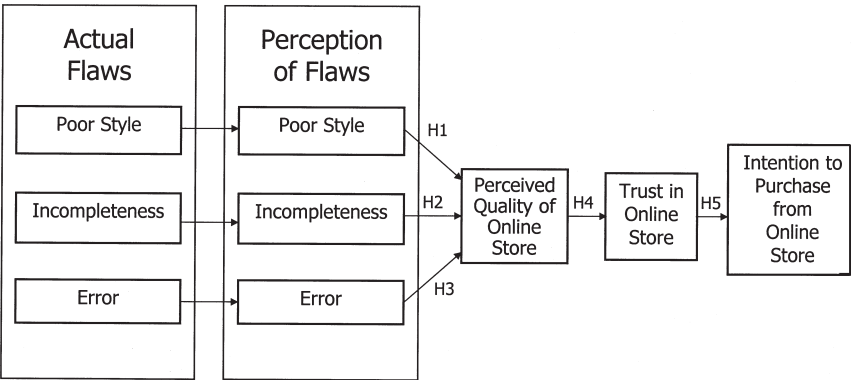 Actual
Flaws
Poor Style
Incompleteness
Error
Perception
of Flaws
Poor Style
Incompleteness
Error
H1
H2
H3
Perceived
Quality of
Online
Store
H4
Trust in
Online
Store
H5
Intention to
Purchase
from
Online
Store